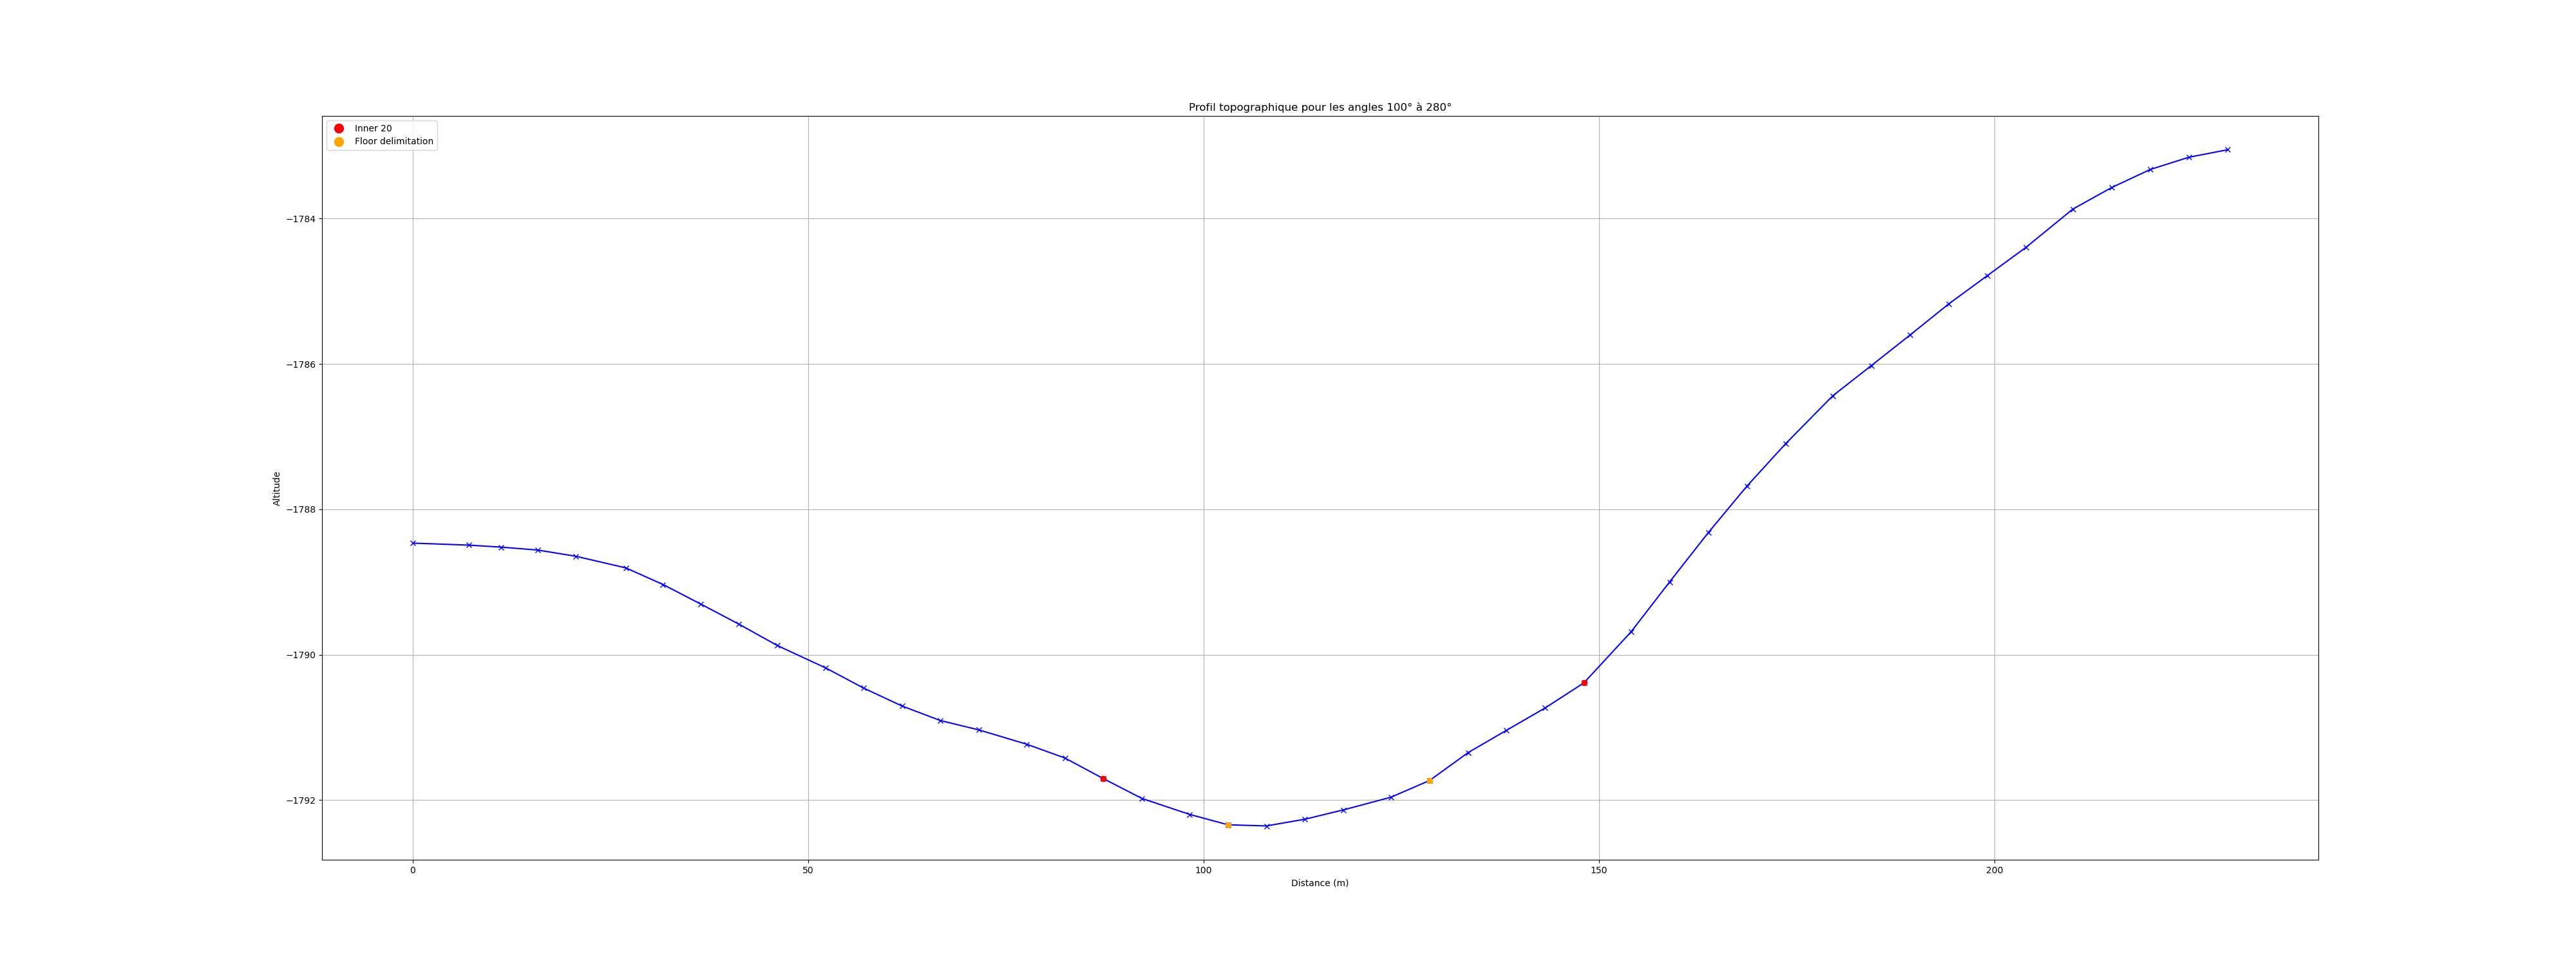 Profil topographique pour les angles 100° à 280°
Inner 20
Floor delimitation
−1784
−1786
−1788
−1790
−1792
Altitude
0 50 100 150 200
Distance (m)